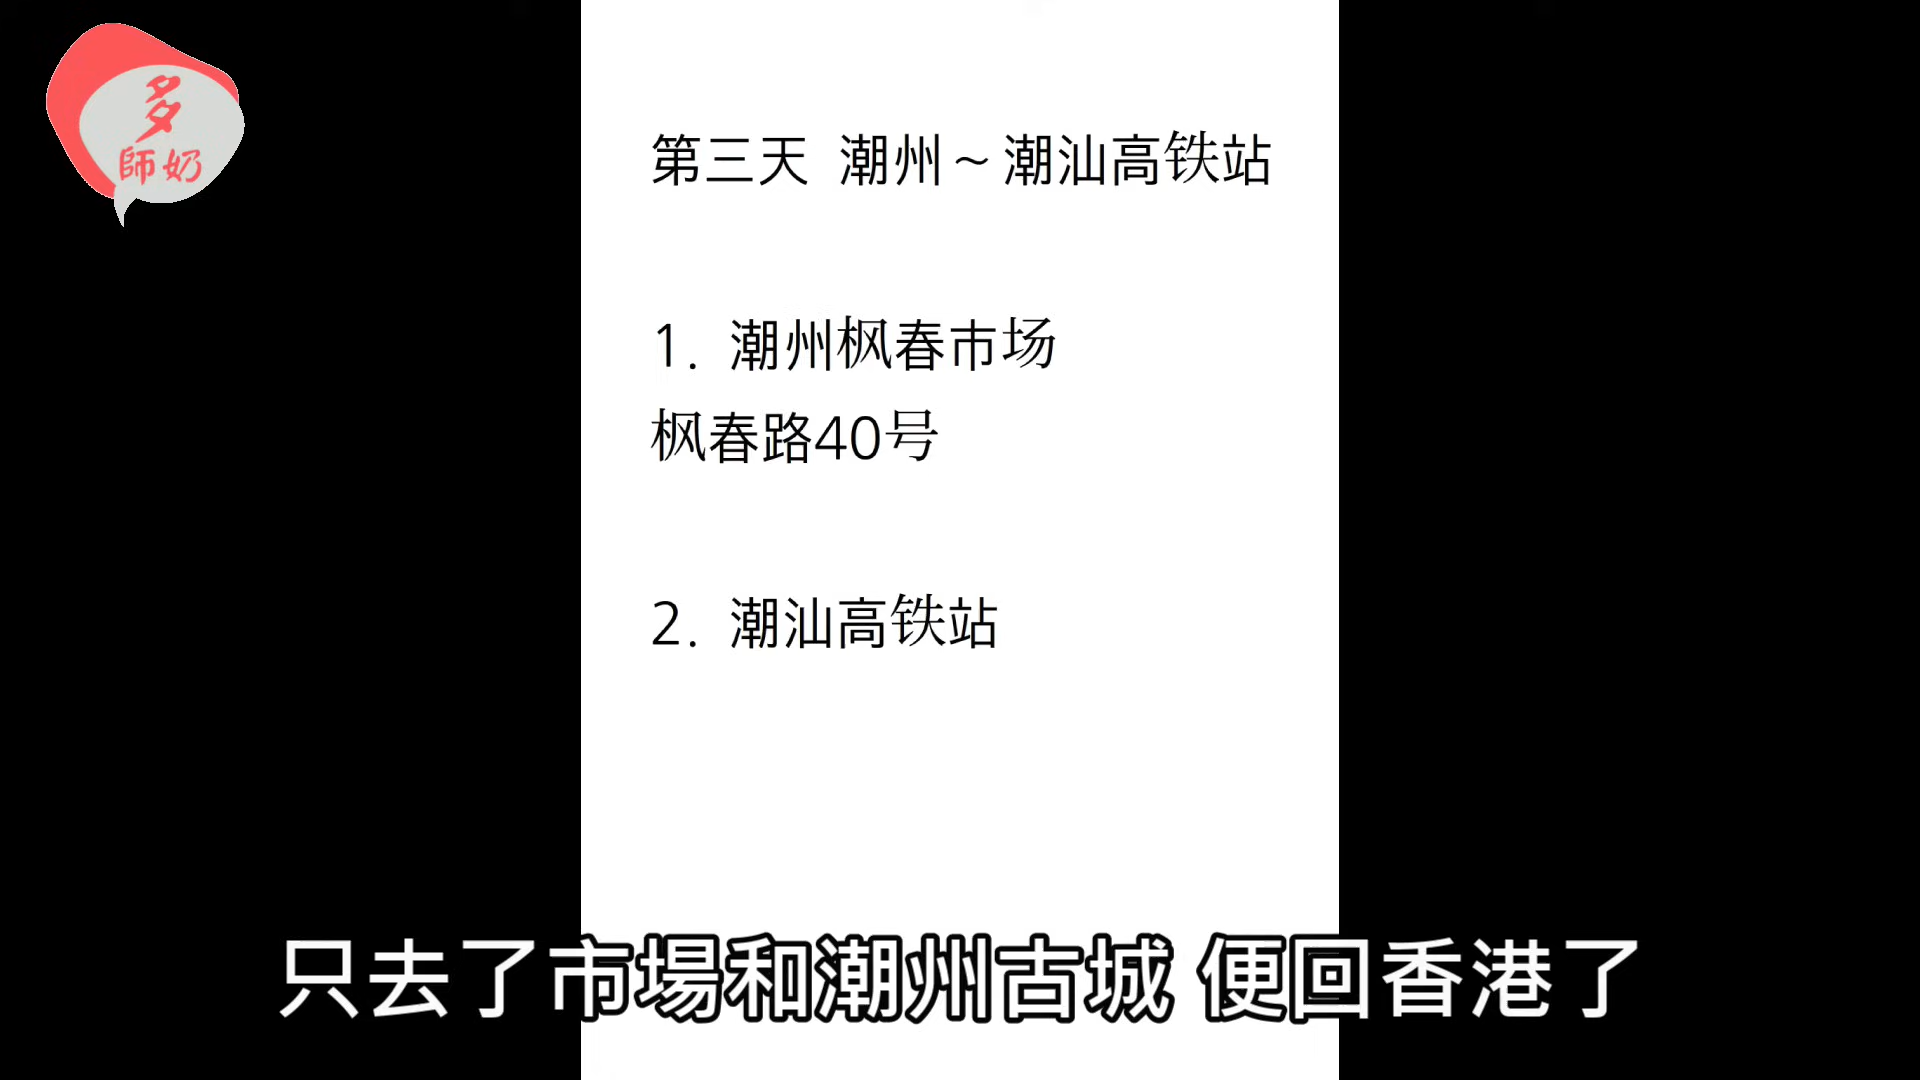 多
師奶
第三天 潮州～潮汕高铁站
1. 潮州枫春市场
枫春路40号
2. 潮汕高铁站
只去了市場和潮州古城 便回香港了